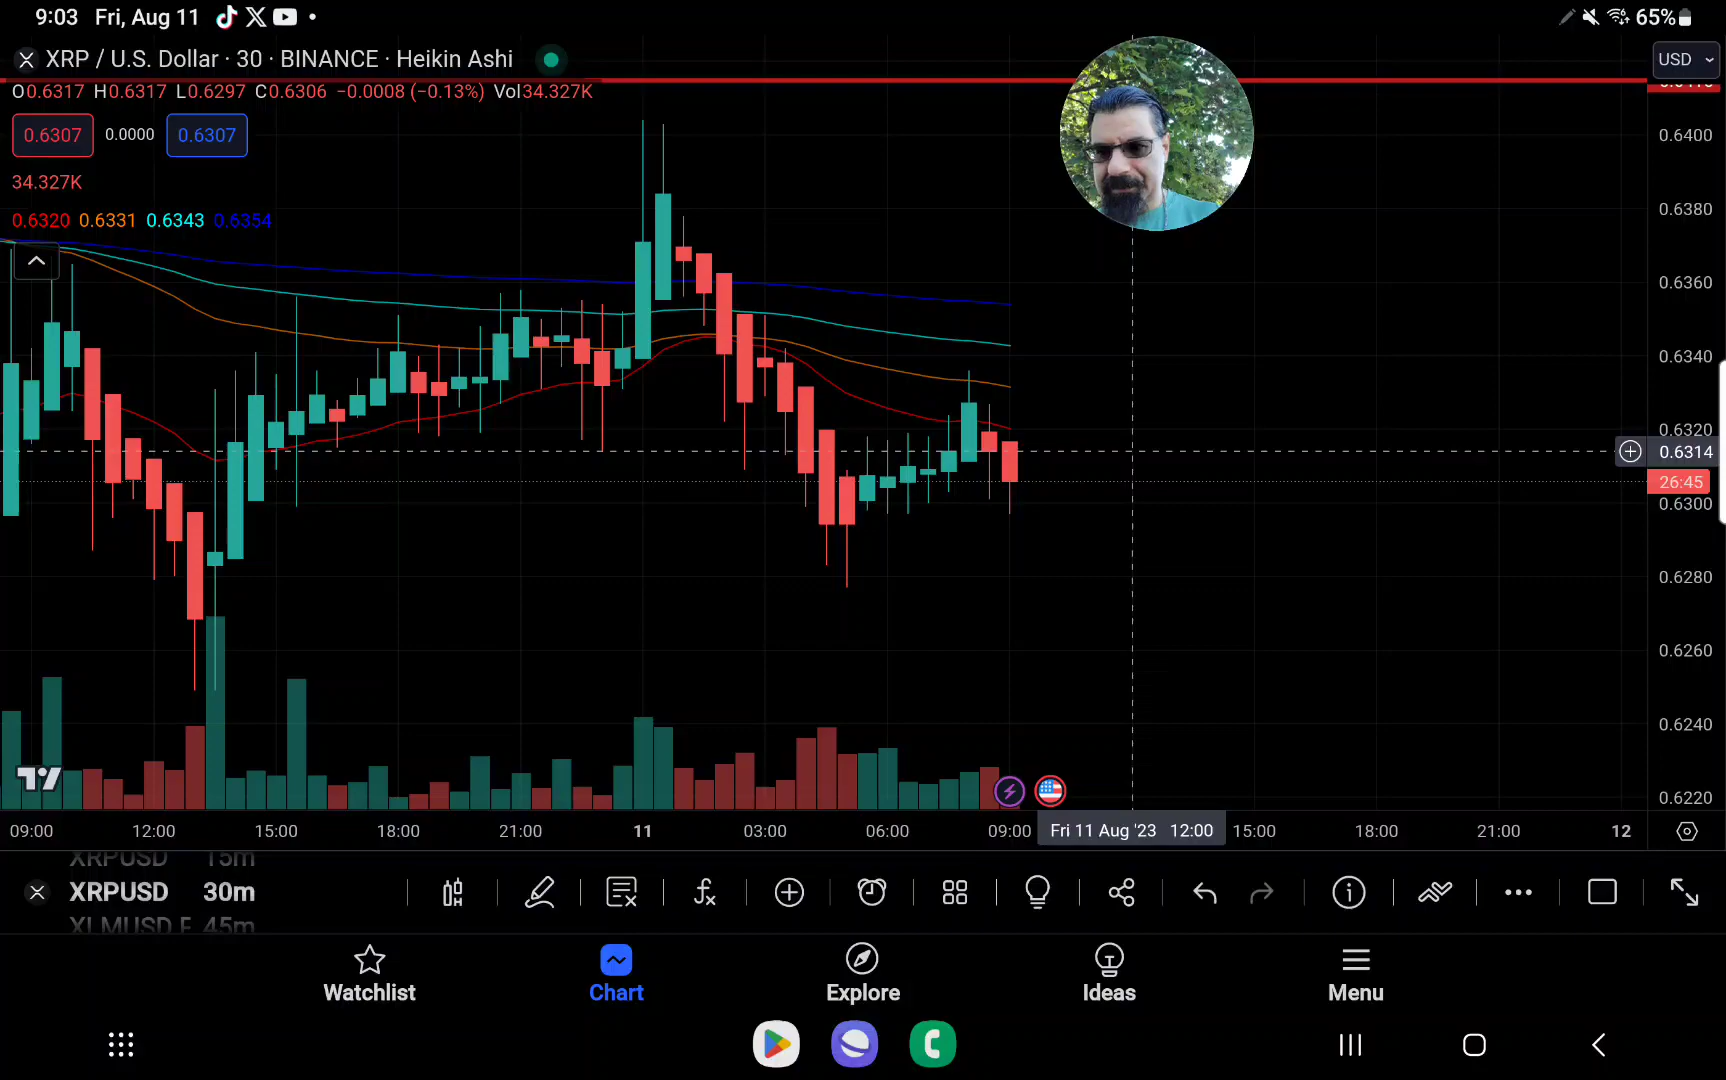 9:03 Fri, Aug 11 65%
XRP / U.S. Dollar · 30 · BINANCE · Heikin Ashi
USD
O0.6317 H0.6317 L0.6297 C0.6306 −0.0008 (−0.13%) Vol34.327K
0.6307 0.0000 0.6307
34.327K
0.6320 0.6331 0.6343 0.6354
0.6400
0.6380
0.6360
0.6340
0.6320
0.6314
26:45
0.6300
0.6280
0.6260
0.6240
0.6220
09:00 12:00 15:00 18:00 21:00 11 03:00 06:00 09:00 Fri 11 Aug '23 12:00 15:00 18:00 21:00 12
XRPUSD 15m
XRPUSD 30m
45m
Watchlist Chart Explore Ideas Menu